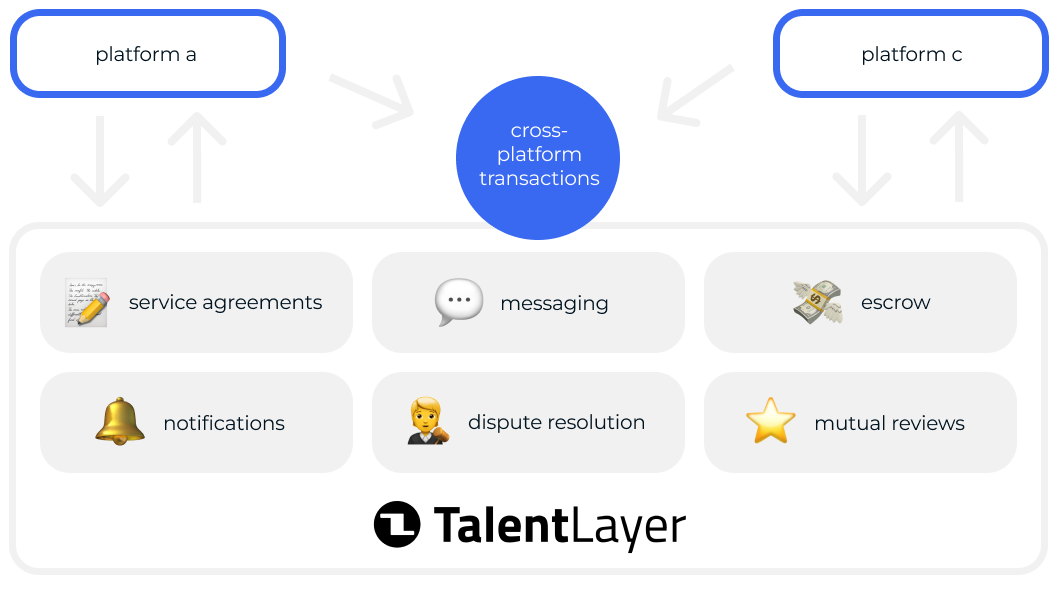 platform a
platform c
cross-
platform
transactions
service agreements
messaging
escrow
notifications
dispute resolution
mutual reviews
TalentLayer